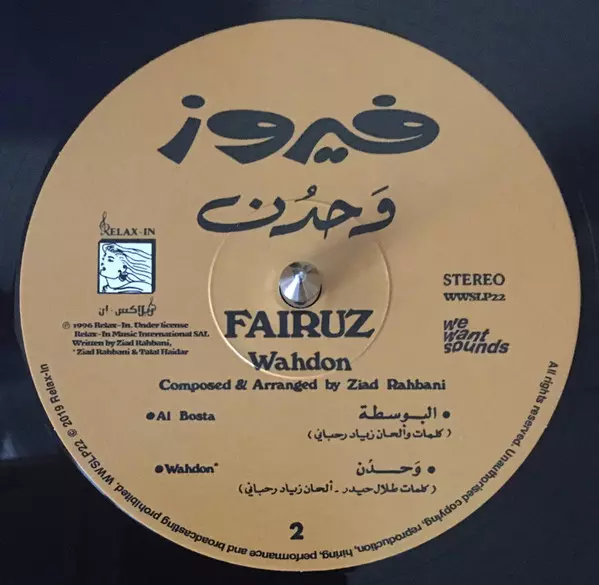 فيروز
وَحدُن
RELAX-IN
ريلاكس-ان
℗ 1996 Relax-In. Under license
Relax-In Music International SAL
Written by Ziad Rahbani,
* Ziad Rahbani & Talal Haidar
STEREO
WWSLP22
we
want
sounds
FAIRUZ
Wahdon
Composed & Arranged by Ziad Rahbani
•Al Bosta
• البوسطة
( كلمات وألحان زياد رحباني )
•Wahdon*
• وَحدُن
( كلمات طلال حيدر - ألحان زياد رحباني )
2
All rights reserved. Unauthorised copying, reproduction, hiring, performance and broadcasting prohibited. WWSLP22 © 2019 Relax-In